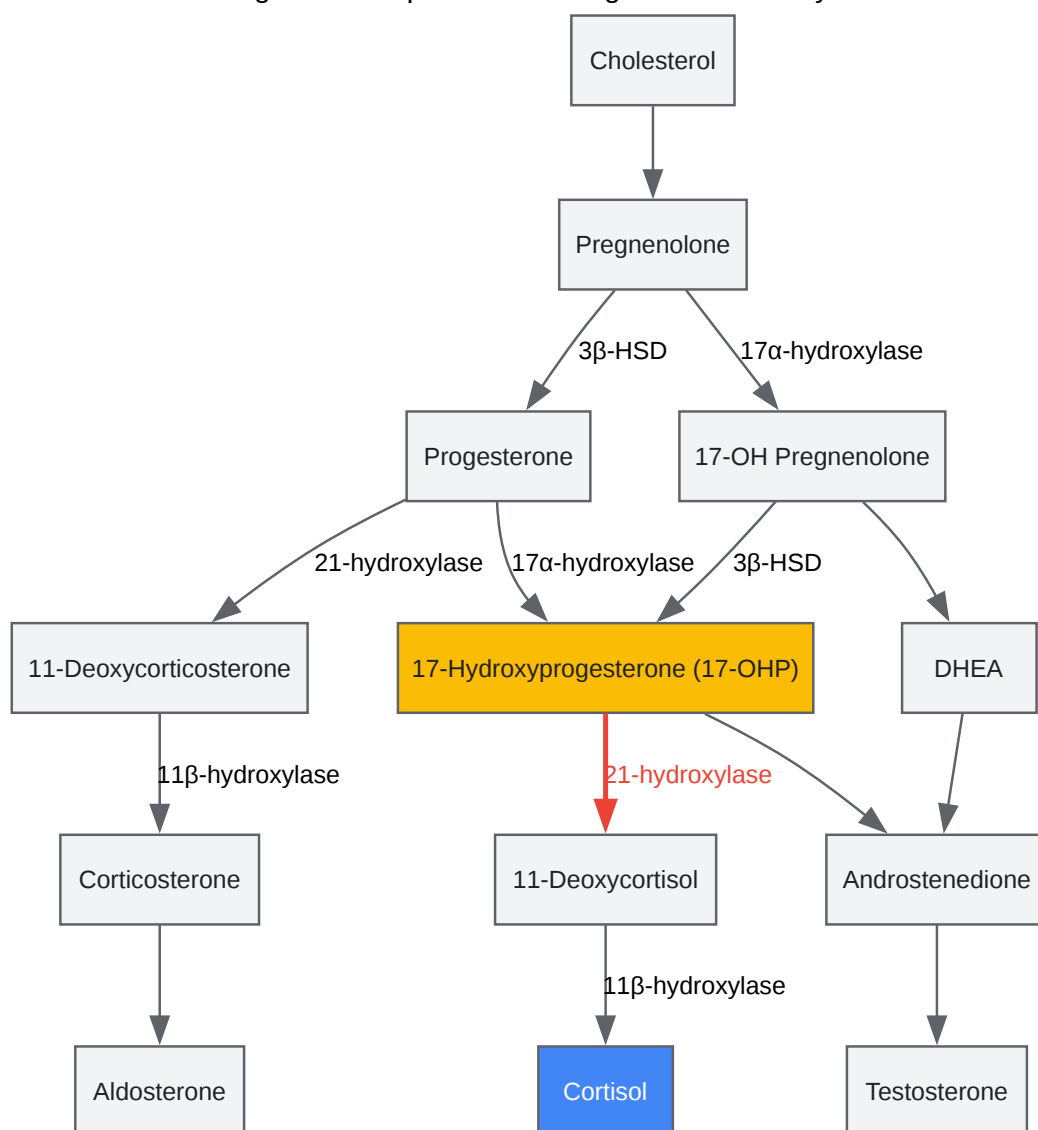 Cholesterol
Pregnenolone
3β-HSD
17α-hydroxylase
Progesterone
17-OH Pregnenolone
21-hydroxylase
17α-hydroxylase
3β-HSD
11-Deoxycorticosterone
17-Hydroxyprogesterone (17-OHP)
DHEA
11β-hydroxylase
21-hydroxylase
Corticosterone
11-Deoxycortisol
Androstenedione
11β-hydroxylase
Aldosterone
Cortisol
Testosterone